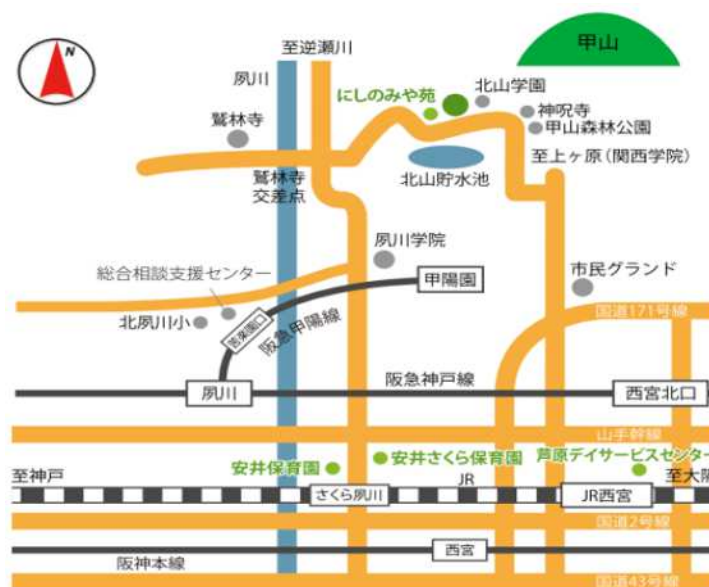 N
至逆瀬川
甲山
夙川
にしのみや苑
北山学園
神呪寺
鷲林寺
甲山森林公園
至上ヶ原(関西学院)
鷲林寺
交差点
北山貯水池
夙川学院
総合相談支援センター
甲陽園
市民グランド
国道171号線
北夙川小
苦楽園口
阪急甲陽線
阪急神戸線
夙川
西宮北口
山手幹線
安井保育園
安井さくら保育園
芦原デイサービスセンター
至神戸
JR
至大阪
さくら夙川
JR西宮
国道2号線
阪神本線
西宮
国道43号線